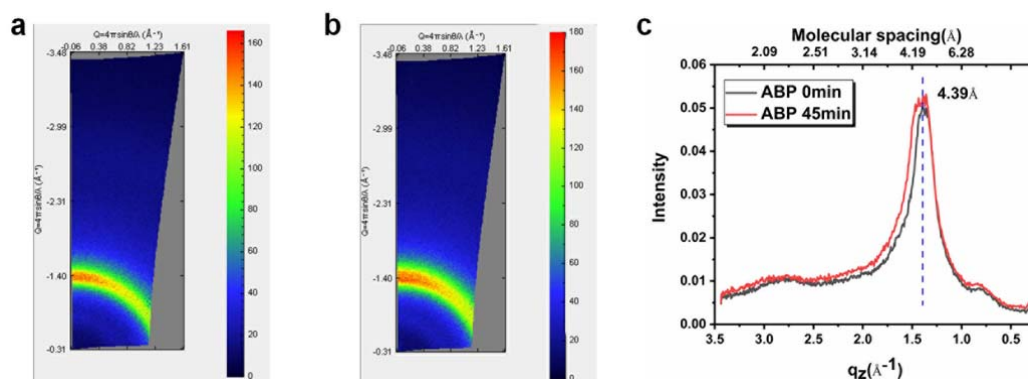 a
Q=4πsinθ/λ (Å⁻¹)
-0.06 0.38 0.80 1.23 1.61
-3.48
-2.99
-2.31
-1.40
-0.31
Q=4πsinθ/λ (Å⁻¹)
160
140
120
100
80
60
40
20
0
b
Q=4πsinθ/λ (Å⁻¹)
-0.06 0.38 0.80 1.23 1.61
-3.48
-2.99
-2.31
-1.40
-0.31
Q=4πsinθ/λ (Å⁻¹)
180
160
140
120
100
80
60
40
20
0
c
Molecular spacing(Å)
2.09 2.51 3.14 4.19 6.28
ABP 0min
ABP 45min
4.39Å
Intensity
0.06
0.05
0.04
0.03
0.02
0.01
0.00
3.5 3.0 2.5 2.0 1.5 1.0 0.5
qz(Å⁻¹)